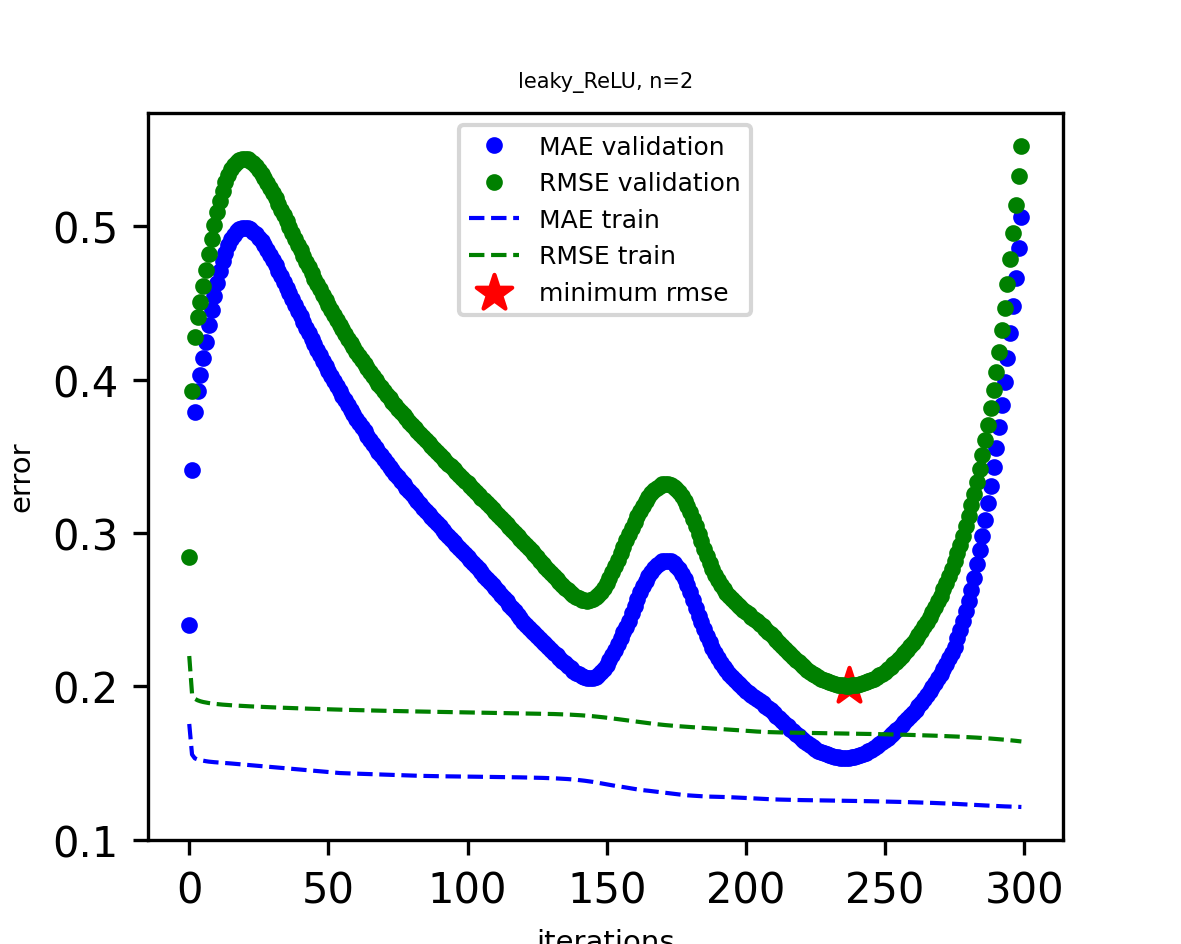 leaky_ReLU, n=2
MAE validation
RMSE validation
MAE train
RMSE train
minimum rmse
error
0.5
0.4
0.3
0.2
0.1
0 50 100 150 200 250 300
iterations